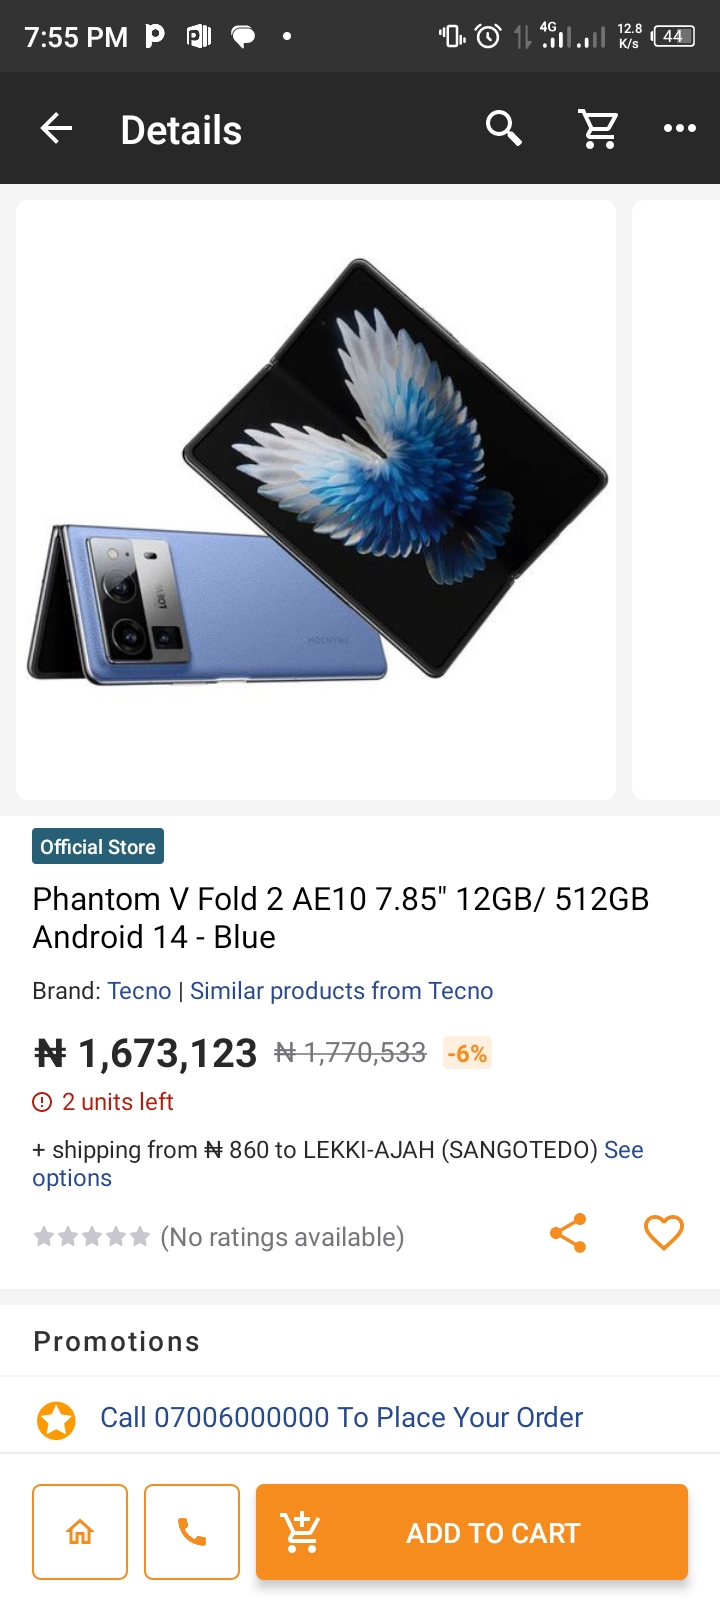 7:55 PM
4G
12.8
K/s
44
Details
LOEWE
PHANTOM
Official Store
Phantom V Fold 2 AE10 7.85" 12GB/ 512GB
Android 14 - Blue
Brand: Tecno | Similar products from Tecno
₦ 1,673,123 ₦ 1,770,533 -6%
2 units left
+ shipping from ₦ 860 to LEKKI-AJAH (SANGOTEDO) See
options
(No ratings available)
Promotions
Call 07006000000 To Place Your Order
ADD TO CART